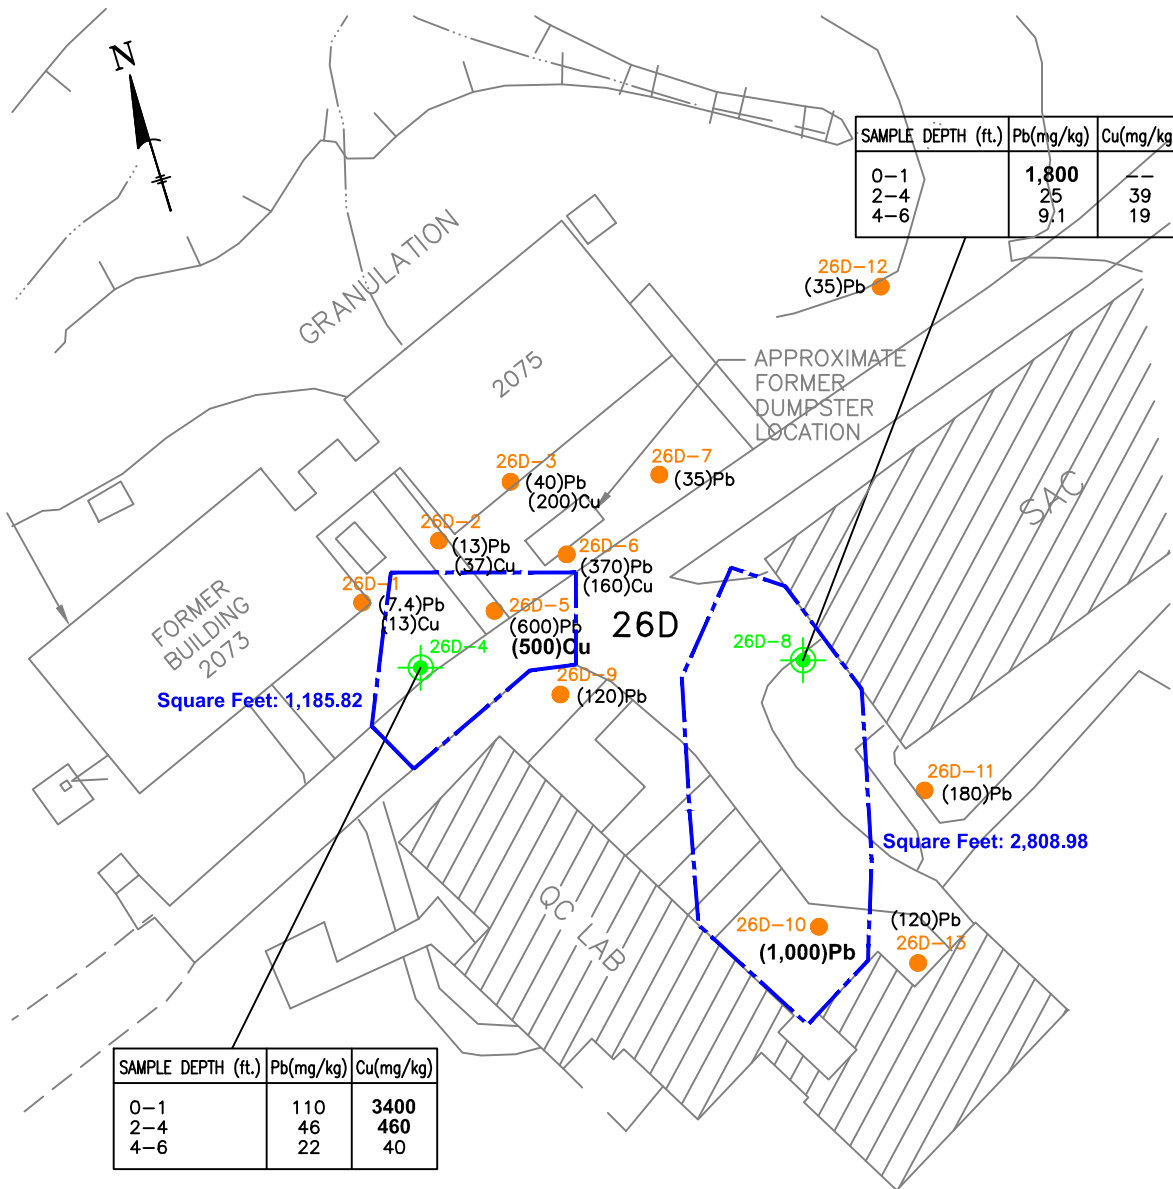 N
SAMPLE DEPTH (ft.) Pb(mg/kg) Cu(mg/kg
0-1 1,800 --
2-4 25 39
4-6 9.1 19
26D-12
(35)Pb
GRANULATION
2075
APPROXIMATE
FORMER
DUMPSTER
LOCATION
26D-3
(40)Pb
(200)Cu
26D-7
(35)Pb
SAC
26D-2
(13)Pb
(37)Cu
26D-6
(370)Pb
(160)Cu
26D-1
(7.4)Pb
(13)Cu
26D-5
(600)Pb
(500)Cu
26D
FORMER
BUILDING
2073
26D-4
26D-8
Square Feet: 1,185.82
26D-9
(120)Pb
26D-11
(180)Pb
Square Feet: 2,808.98
QC LAB
26D-10
(1,000)Pb
(120)Pb
26D-13
SAMPLE DEPTH (ft.) Pb(mg/kg) Cu(mg/kg)
0-1 110 3400
2-4 46 460
4-6 22 40